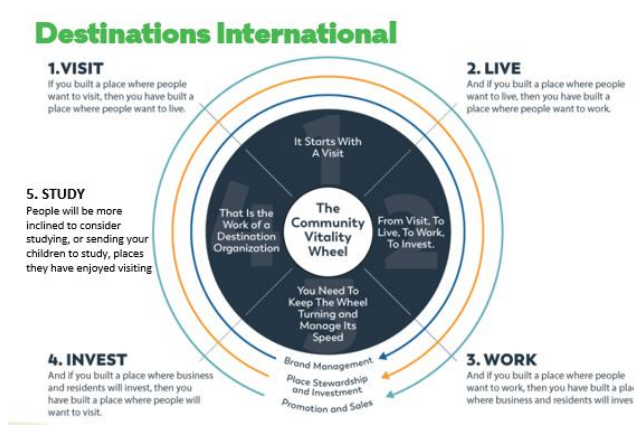 Destinations International
1.VISIT
If you built a place where people
want to visit, then you have built a
place where people want to live.
2. LIVE
And if you built a place where people
want to live, then you have built a
place where people want to work.
It Starts With
A Visit
5. STUDY
People will be more
inclined to consider
studying, or sending your
children to study, places
they have enjoyed visiting
That Is the
Work of a
Destination
Organization
The
Community
Vitality
Wheel
From Visit, To
Live, To Work,
To Invest.
You Need To
Keep The Wheel
Turning and
Manage Its
Speed
Brand Management
Place Stewardship
and Investment
Promotion and Sales
4. INVEST
And if you built a place where business
and residents will invest, then you
have built a place where people will
want to visit.
3. WORK
And if you built a place where people
want to work, then you have built a plac
where business and residents will inves
1
2
3
4